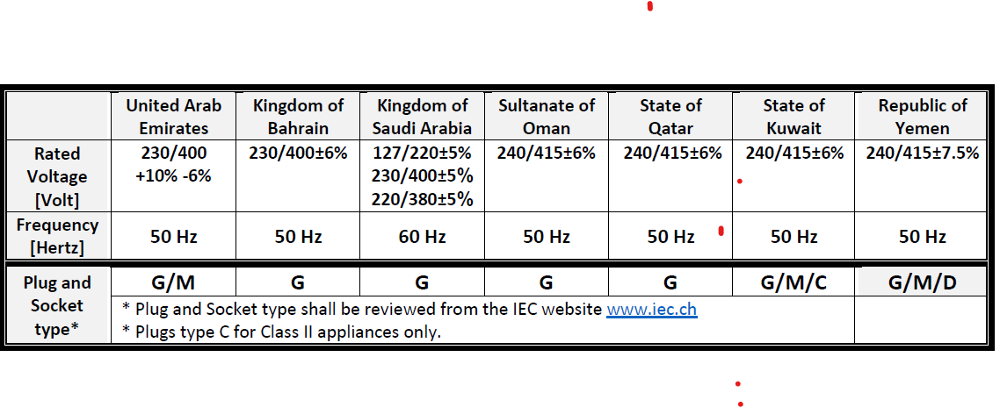 United Arab Emirates
Kingdom of Bahrain
Kingdom of Saudi Arabia
Sultanate of Oman
State of Qatar
State of Kuwait
Republic of Yemen
Rated Voltage [Volt]
230/400 +10% -6%
230/400±6%
127/220±5%
230/400±5%
220/380±5%
240/415±6%
240/415±6%
240/415±6%
240/415±7.5%
Frequency [Hertz]
50 Hz
50 Hz
60 Hz
50 Hz
50 Hz
50 Hz
50 Hz
Plug and Socket type*
G/M
G
G
G
G
G/M/C
G/M/D
* Plug and Socket type shall be reviewed from the IEC website www.iec.ch
* Plugs type C for Class II appliances only.